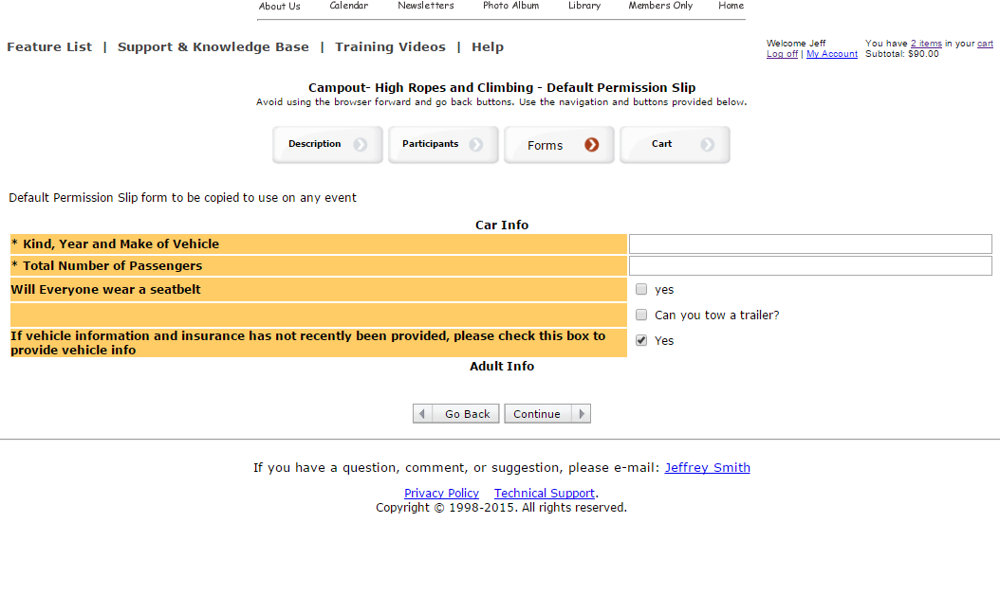 About Us Calendar Newsletters Photo Album Library Members Only Home
Feature List | Support & Knowledge Base | Training Videos | Help
Welcome Jeff You have 2 items in your cart
Log off | My Account Subtotal: $90.00
Campout- High Ropes and Climbing - Default Permission Slip
Avoid using the browser forward and go back buttons. Use the navigation and buttons provided below.
Description Participants Forms Cart
Default Permission Slip form to be copied to use on any event
Car Info
* Kind, Year and Make of Vehicle
* Total Number of Passengers
Will Everyone wear a seatbelt yes
Can you tow a trailer?
If vehicle information and insurance has not recently been provided, please check this box to
provide vehicle info Yes
Adult Info
Go Back Continue
If you have a question, comment, or suggestion, please e-mail: Jeffrey Smith
Privacy Policy Technical Support.
Copyright © 1998-2015. All rights reserved.